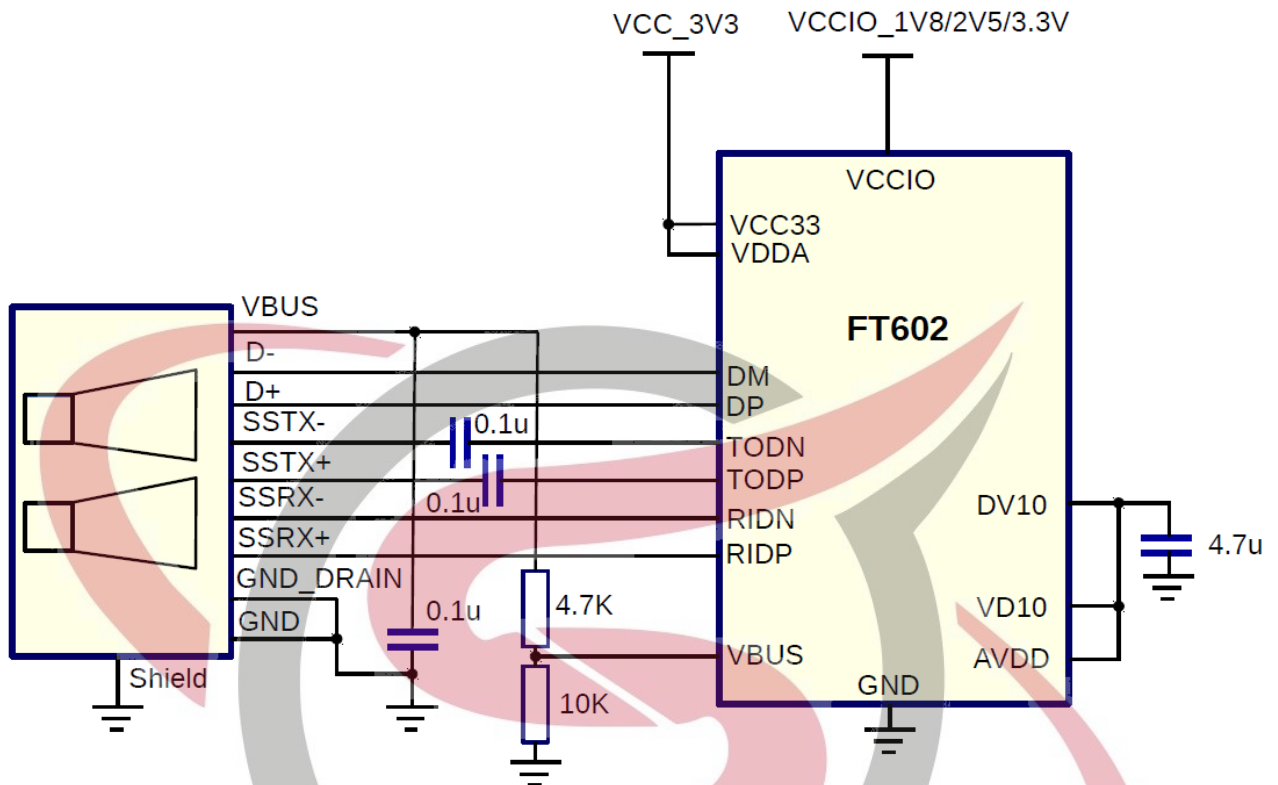 VCC_3V3 VCCIO_1V8/2V5/3.3V
VCCIO
VCC33
VDDA
FT602
VBUS
D-
D+
SSTX-
SSTX+
SSRX-
SSRX+
GND_DRAIN
GND
Shield
0.1u
0.1u
0.1u
4.7K
10K
DM
DP
TODN
TODP
RIDN
RIDP
VBUS
GND
DV10
VD10
AVDD
4.7u